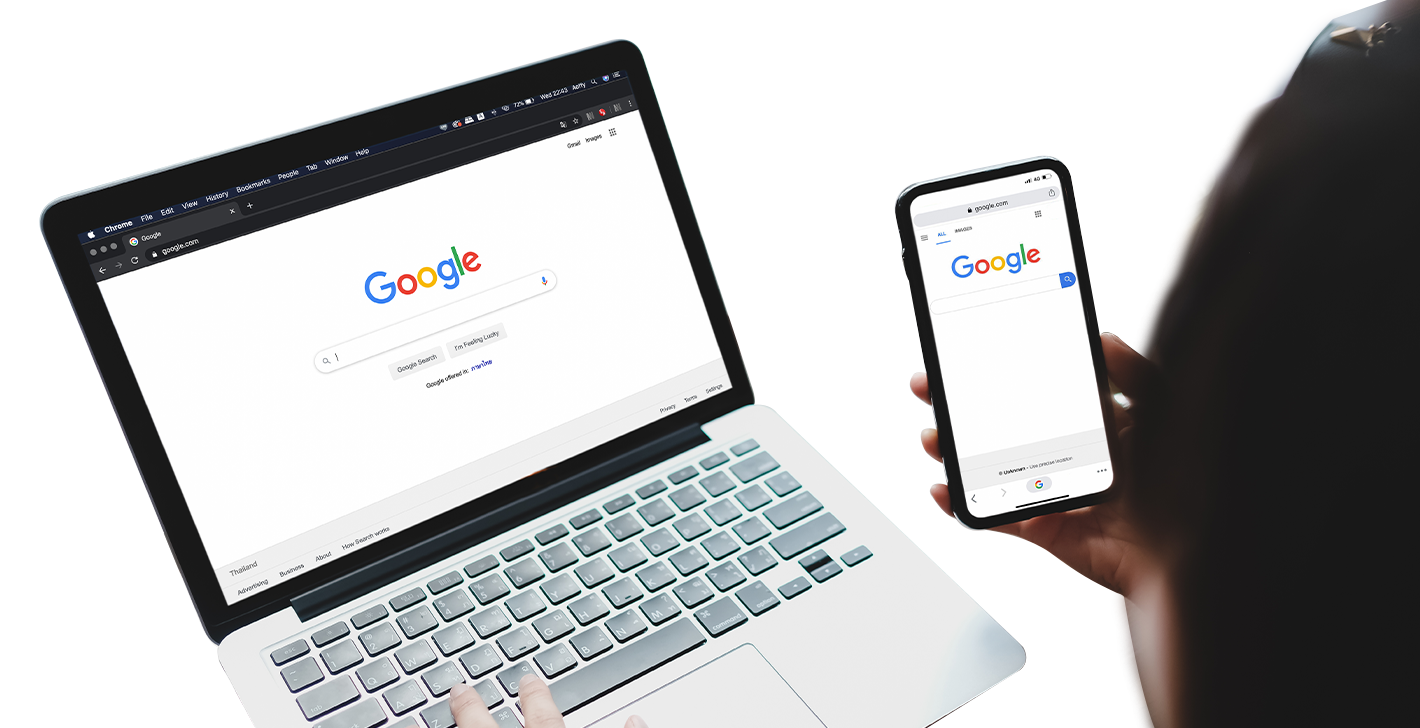 Chrome File Edit View History Bookmarks People Tab Window Help 72% Wed 22:43 Aeffy
Google
google.com
Gmail Images
Google
Google Search I'm Feeling Lucky
Google offered in: ภาษาไทย
Thailand
Advertising Business About How Search works Privacy Terms Settings
4G
google.com
ALL IMAGES
Google
Unknown - Use precise location
command